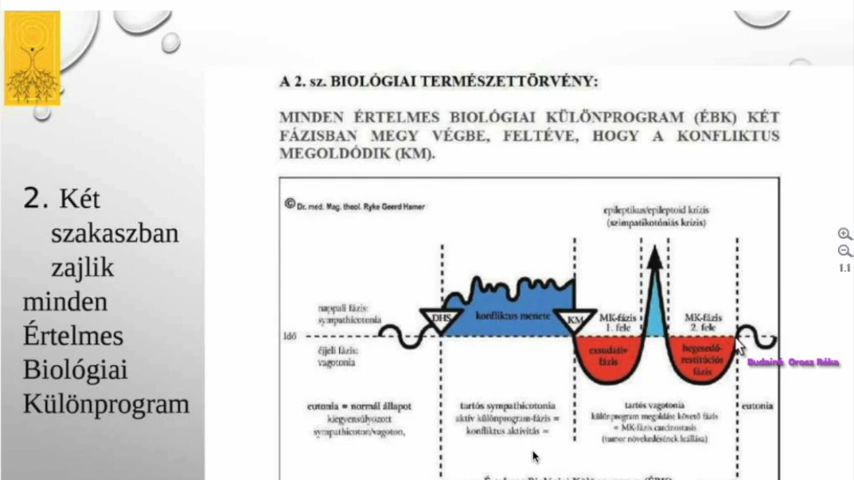 A 2. sz. BIOLÓGIAI TERMÉSZETTÖRVÉNY:
MINDEN ÉRTELMES BIOLÓGIAI KÜLÖNPROGRAM (ÉBK) KÉT
FÁZISBAN MEGY VÉGBE, FELTÉVE, HOGY A KONFLIKTUS
MEGOLDÓDIK (KM).
2. Két
szakaszban
zajlik
minden
Értelmes
Biológiai
Különprogram
© Dr. med. Mag. theol. Ryke Geerd Hamer
epileptikus/epileptoid krízis
(szimpatikotóniás krízis)
nappali fázis:
sympathicotonia
DHS
konfliktus menete
KM
MK-fázis
1. fele
MK-fázis
2. fele
Idő
éjjeli fázis:
vagotonia
exsudatív
fázis
hegesedő-
restitúciós
fázis
Budainé Orosz Réka
1.1
eutonia = normál állapot
kiegyensúlyozott
sympathicoton/vagoton,
tartós sympathicotonia
aktív különprogram-fázis =
konfliktus aktivitás =
tartós vagotonia
különprogram megoldást követő fázis
= MK-fázis carcinostasis
(tumor növekedésének leállása)
eutonia